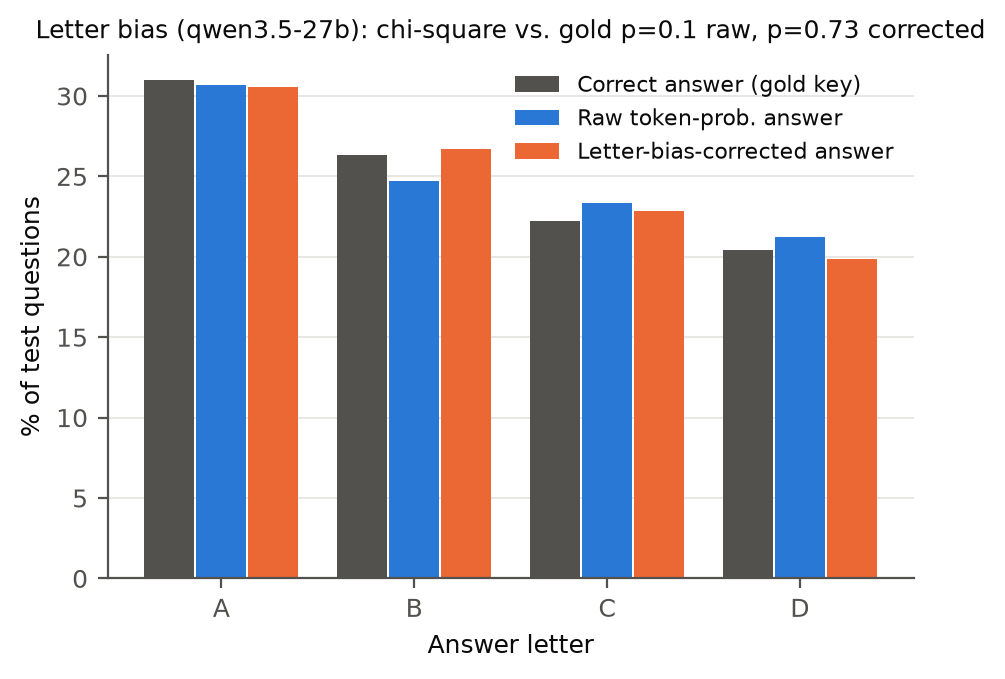 Letter bias (qwen3.5-27b): chi-square vs. gold p=0.1 raw, p=0.73 corrected
Correct answer (gold key)
Raw token-prob. answer
Letter-bias-corrected answer
% of test questions
30
25
20
15
10
5
0
A B C D
Answer letter